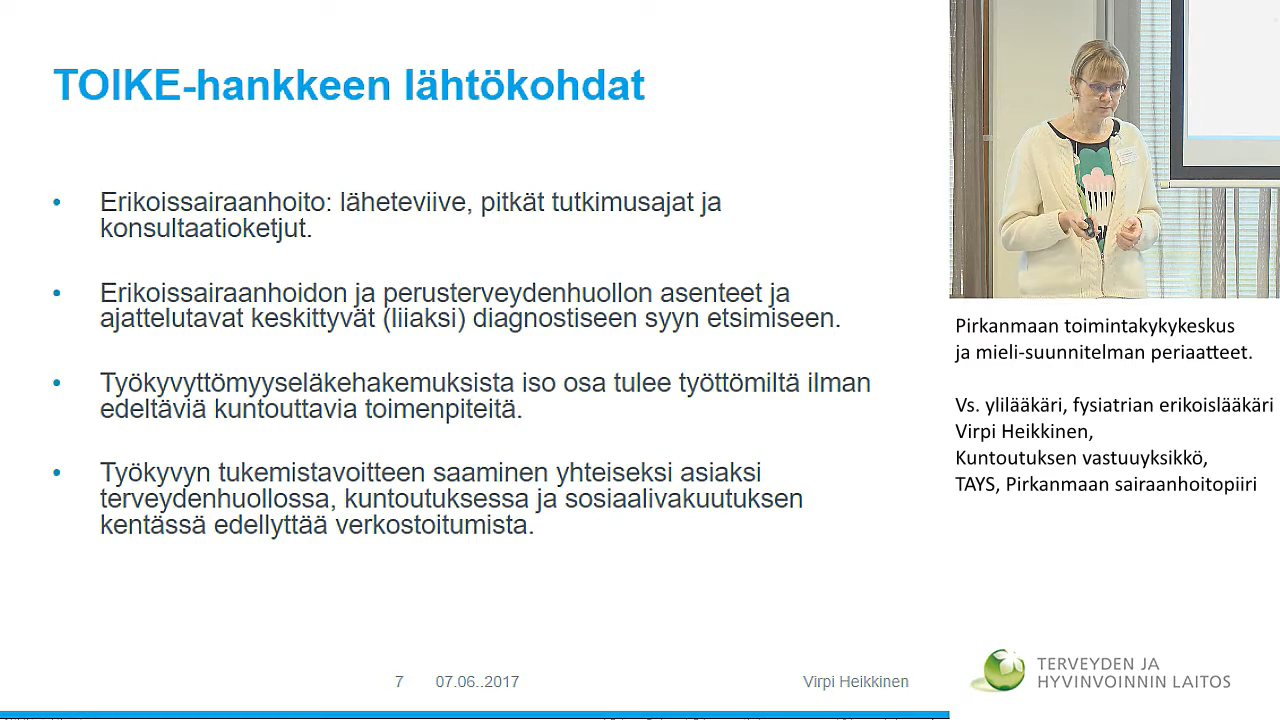 TOIKE-hankkeen lähtökohdat
• Erikoissairaanhoito: läheteviive, pitkät tutkimusajat ja
konsultaatioketjut.
• Erikoissairaanhoidon ja perusterveydenhuollon asenteet ja
ajattelutavat keskittyvät (liiaksi) diagnostiseen syyn etsimiseen.
• Työkyvyttömyyseläkehakemuksista iso osa tulee työttömiltä ilman
edeltäviä kuntouttavia toimenpiteitä.
• Työkyvyn tukemistavoitteen saaminen yhteiseksi asiaksi
terveydenhuollossa, kuntoutuksessa ja sosiaalivakuutuksen
kentässä edellyttää verkostoitumista.
7 07.06..2017 Virpi Heikkinen
Pirkanmaan toimintakykykeskus
ja mieli-suunnitelman periaatteet.
Vs. ylilääkäri, fysiatrian erikoislääkäri
Virpi Heikkinen,
Kuntoutuksen vastuuyksikkö,
TAYS, Pirkanmaan sairaanhoitopiiri
TERVEYDEN JA
HYVINVOINNIN LAITOS